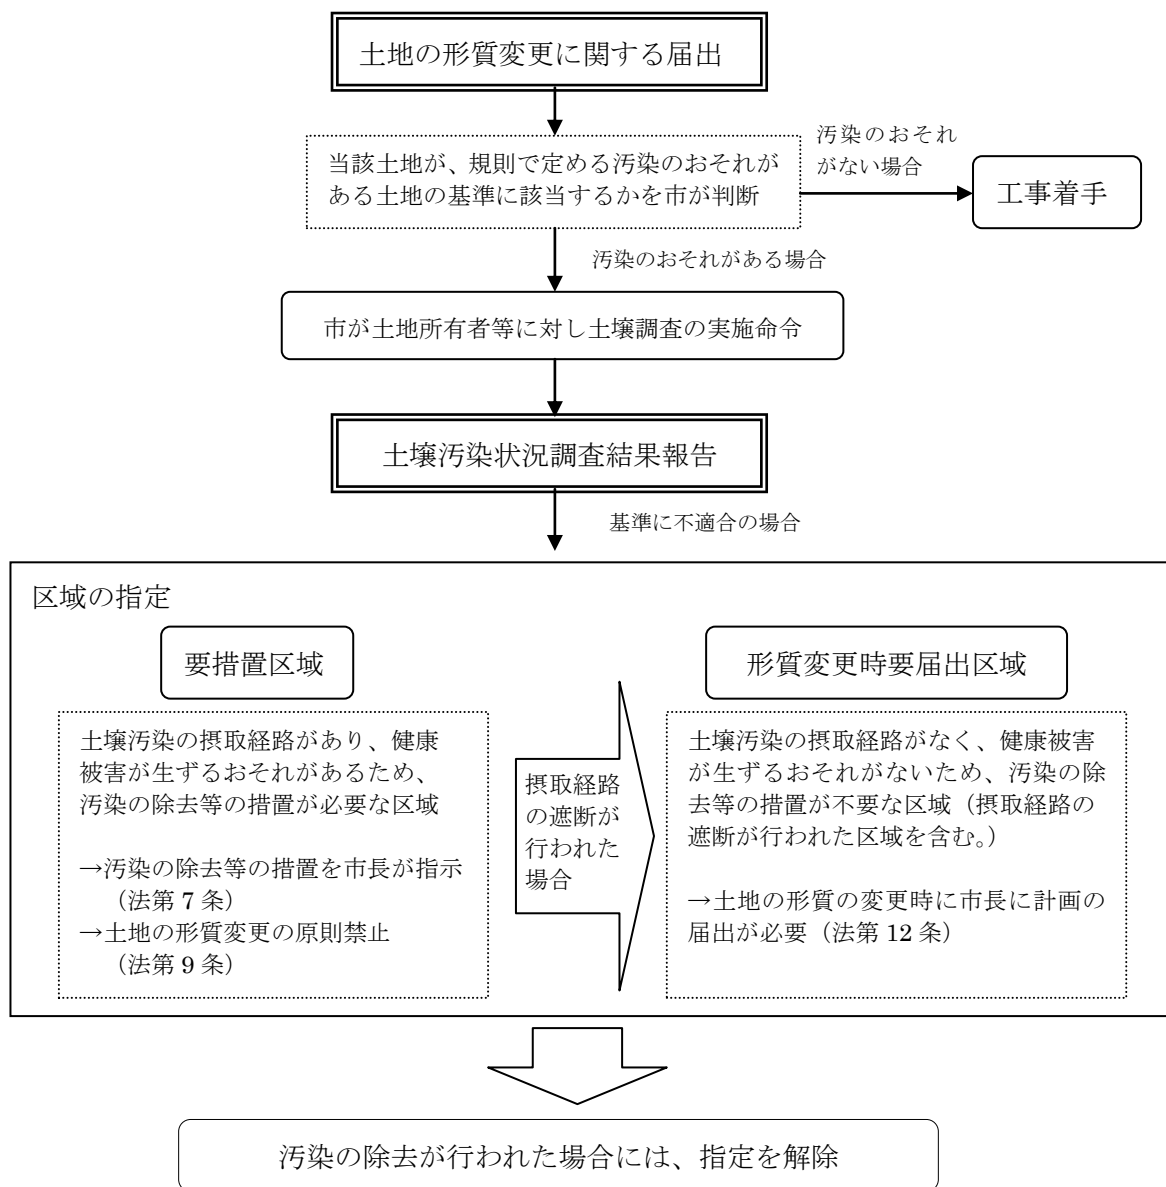 土地の形質変更に関する届出
汚染のおそれ
がない場合
当該土地が、規則で定める汚染のおそれが
ある土地の基準に該当するかを市が判断
工事着手
汚染のおそれがある場合
市が土地所有者等に対し土壌調査の実施命令
土壌汚染状況調査結果報告
基準に不適合の場合
区域の指定
要措置区域
土壌汚染の摂取経路があり、健康
被害が生ずるおそれがあるため、
汚染の除去等の措置が必要な区域
→汚染の除去等の措置を市長が指示
（法第 7 条）
→土地の形質変更の原則禁止
（法第 9 条）
摂取経路
の遮断が
行われた
場合
形質変更時要届出区域
土壌汚染の摂取経路がなく、健康被害
が生ずるおそれがないため、汚染の除
去等の措置が不要な区域（摂取経路の
遮断が行われた区域を含む。）
→土地の形質の変更時に市長に計画の
届出が必要（法第 12 条）
汚染の除去が行われた場合には、指定を解除